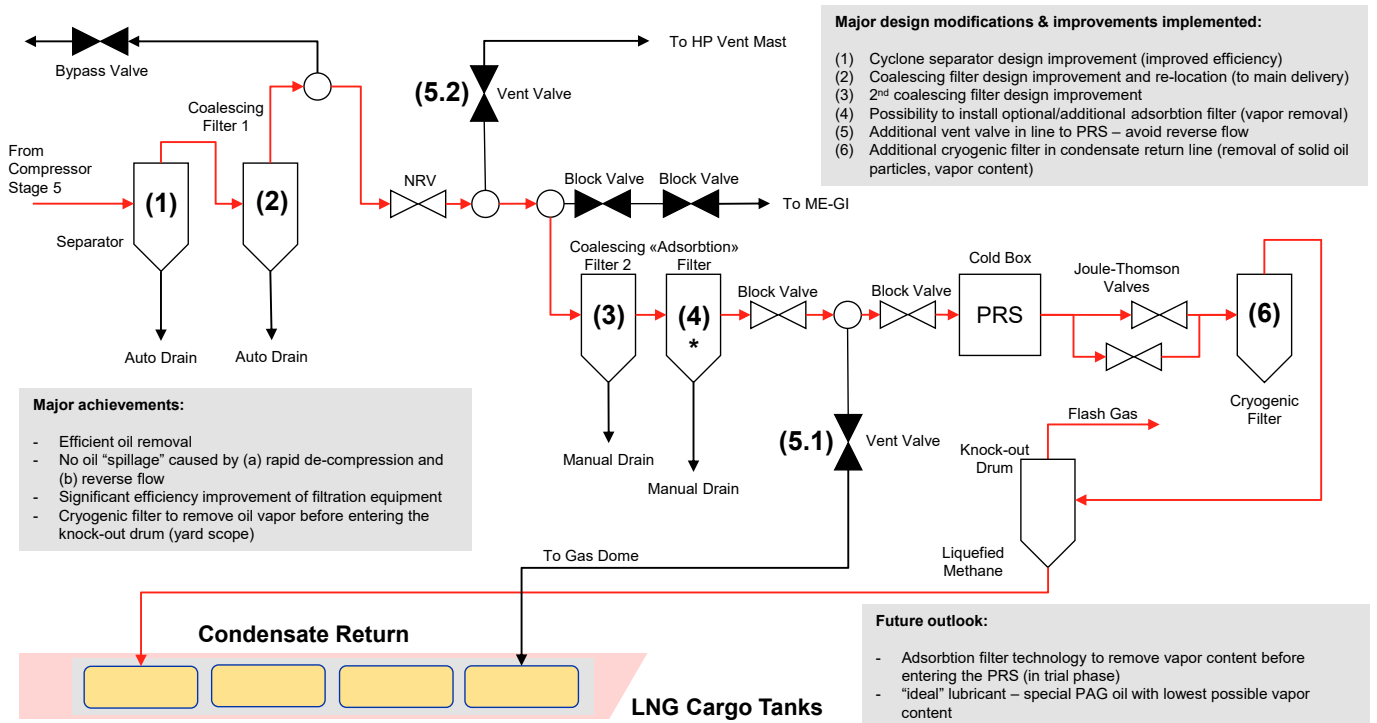 Major design modifications & improvements implemented:
(1) Cyclone separator design improvement (improved efficiency)
(2) Coalescing filter design improvement and re-location (to main delivery)
(3) 2nd coalescing filter design improvement
(4) Possibility to install optional/additional adsorbtion filter (vapor removal)
(5) Additional vent valve in line to PRS – avoid reverse flow
(6) Additional cryogenic filter in condensate return line (removal of solid oil
particles, vapor content)
Bypass Valve
To HP Vent Mast
(5.2)
Vent Valve
Coalescing
Filter 1
From
Compressor
Stage 5
(1)
(2)
Separator
NRV
Block Valve
Block Valve
To ME-GI
Auto Drain
Auto Drain
Coalescing
Filter 2
«Adsorbtion»
Filter
(3)
(4)
*
Block Valve
Block Valve
Cold Box
PRS
Joule-Thomson
Valves
(6)
Cryogenic
Filter
Manual Drain
Manual Drain
(5.1)
Vent Valve
Flash Gas
Knock-out
Drum
Liquefied
Methane
Major achievements:
- Efficient oil removal
- No oil “spillage” caused by (a) rapid de-compression and
(b) reverse flow
- Significant efficiency improvement of filtration equipment
- Cryogenic filter to remove oil vapor before entering the
knock-out drum (yard scope)
To Gas Dome
Condensate Return
LNG Cargo Tanks
Future outlook:
- Adsorbtion filter technology to remove vapor content before
entering the PRS (in trial phase)
- “ideal” lubricant – special PAG oil with lowest possible vapor
content